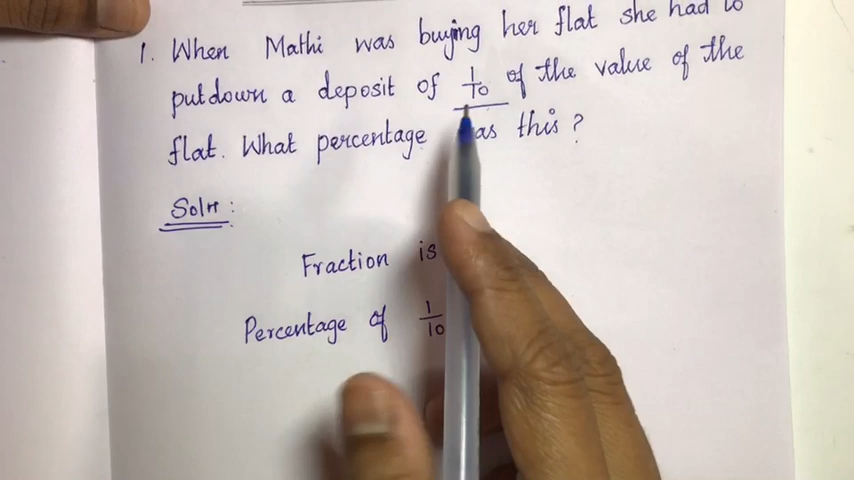 1. When Mathi was buying her flat she had to
putdown a deposit of 1/10 of the value of the
flat. What percentage was this?
Soln:
Fraction is
Percentage of 1/10